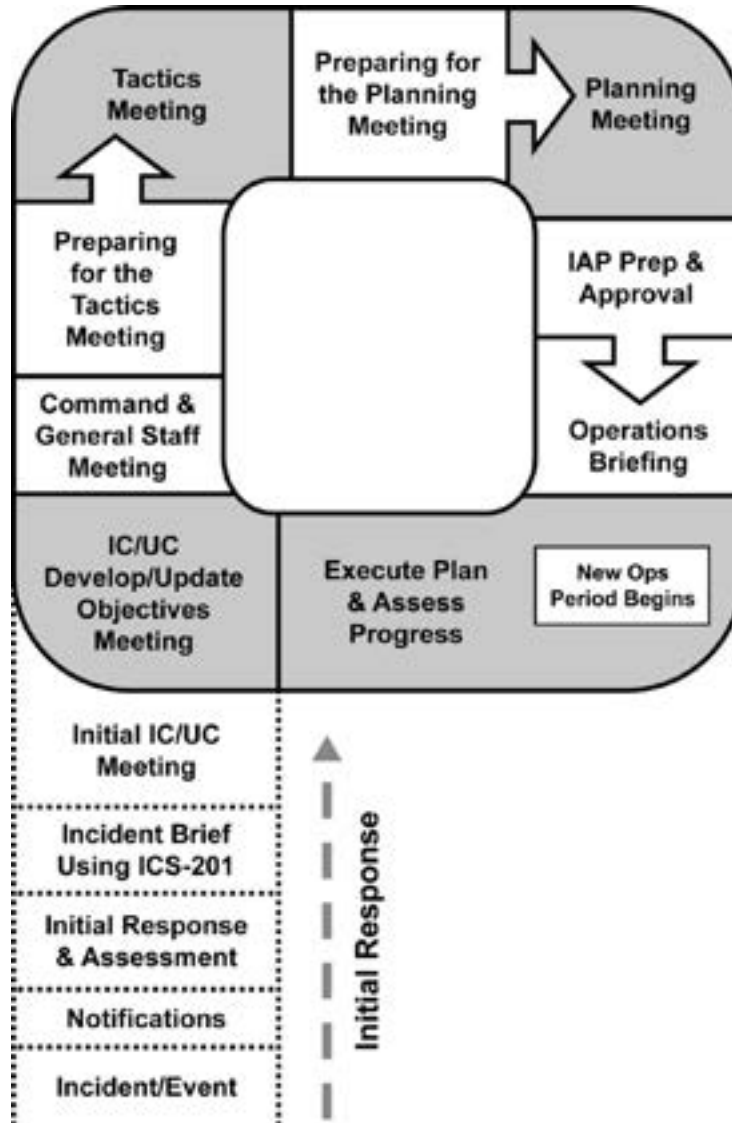 Tactics
Meeting
Preparing for
the Planning
Meeting
Planning
Meeting
Preparing
for the
Tactics
Meeting
IAP Prep &
Approval
Command &
General Staff
Meeting
Operations
Briefing
IC/UC
Develop/Update
Objectives
Meeting
Execute Plan
& Assess
Progress
New Ops
Period Begins
Initial IC/UC
Meeting
Incident Brief
Using ICS-201
Initial Response
& Assessment
Notifications
Incident/Event
Initial Response